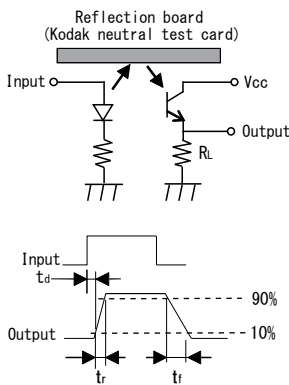 Reflection board
(Kodak neutral test card)
Input
Vcc
Output
RL
Input
td
90%
Output
10%
tr
tf